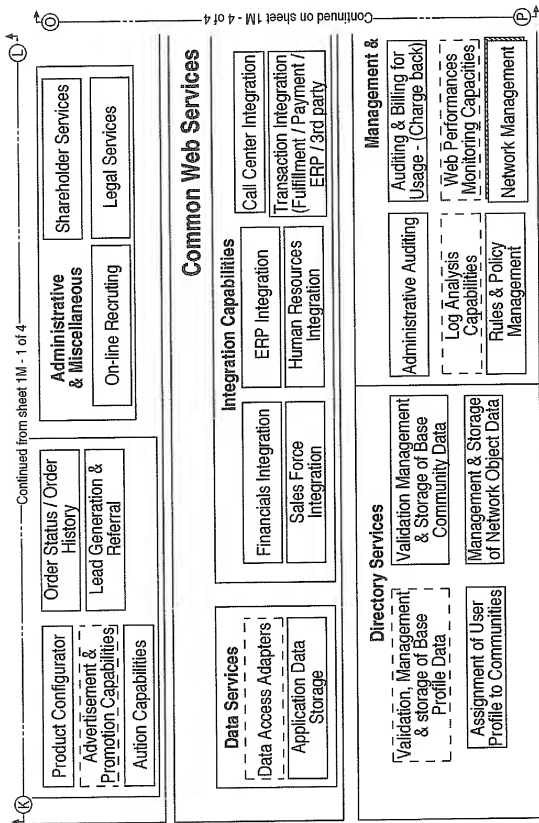 Continued from sheet 1M - 1 of 4
K
L
O
Continued on sheet 1M - 4 of 4
P
Product Configurator
Advertisement &
Promotion Capabilities
Aution Capabilities
Order Status / Order
History
Lead Generation &
Referral
Administrative
& Miscellaneous
On-line Recruting
Shareholder Services
Legal Services
Common Web Services
Data Services
Data Access Adapters
Application Data
Storage
Integration Capabilities
Financials Integration
Sales Force
Integration
ERP Integration
Human Resources
Integration
Call Center Integration
Transaction Integration
(Fulfillment / Payment /
ERP / 3rd party
Directory Services
Validation, Management
& storage of Base
Profile Data
Assignment of User
Profile to Communities
Validation Management
& Storage of Base
Community Data
Management & Storage
of Network Object Data
Management &
Administrative Auditing
Log Analysis
Capabilities
Rules & Policy
Management
Auditing & Billing for
Usage - (Charge back)
Web Performances
Monitoring Capacities
Network Management